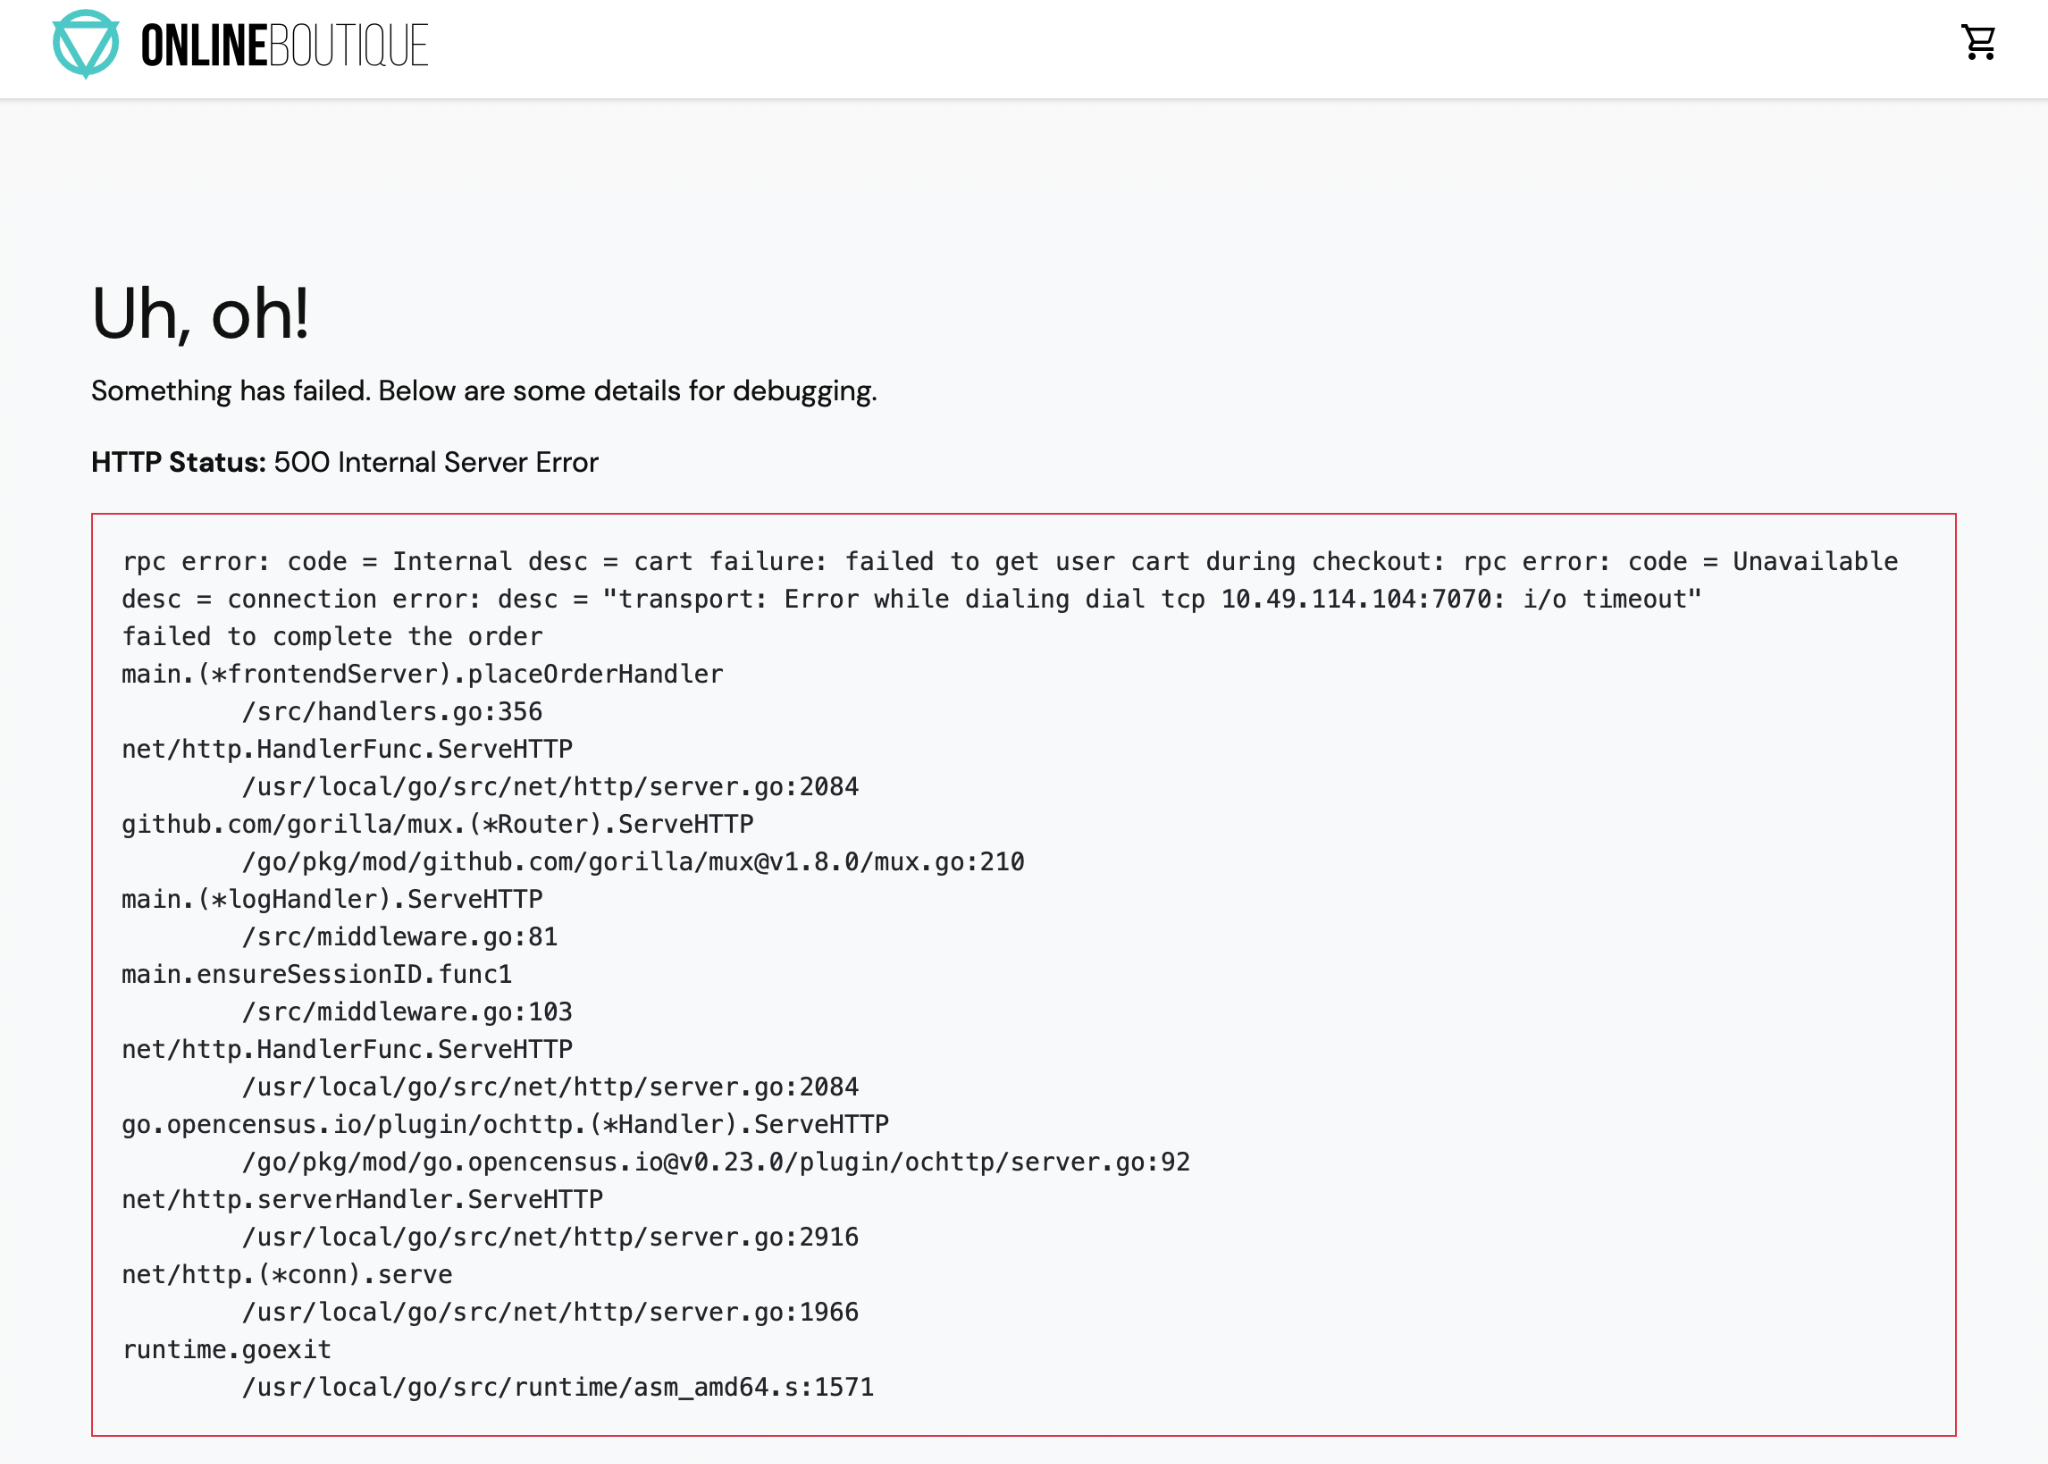 ONLINEBOUTIQUE
Uh, oh!
Something has failed. Below are some details for debugging.
HTTP Status: 500 Internal Server Error
rpc error: code = Internal desc = cart failure: failed to get user cart during checkout: rpc error: code = Unavailable
desc = connection error: desc = "transport: Error while dialing dial tcp 10.49.114.104:7070: i/o timeout"
failed to complete the order
main.(*frontendServer).placeOrderHandler
        /src/handlers.go:356
net/http.HandlerFunc.ServeHTTP
        /usr/local/go/src/net/http/server.go:2084
github.com/gorilla/mux.(*Router).ServeHTTP
        /go/pkg/mod/github.com/gorilla/mux@v1.8.0/mux.go:210
main.(*logHandler).ServeHTTP
        /src/middleware.go:81
main.ensureSessionID.func1
        /src/middleware.go:103
net/http.HandlerFunc.ServeHTTP
        /usr/local/go/src/net/http/server.go:2084
go.opencensus.io/plugin/ochttp.(*Handler).ServeHTTP
        /go/pkg/mod/go.opencensus.io@v0.23.0/plugin/ochttp/server.go:92
net/http.serverHandler.ServeHTTP
        /usr/local/go/src/net/http/server.go:2916
net/http.(*conn).serve
        /usr/local/go/src/net/http/server.go:1966
runtime.goexit
        /usr/local/go/src/runtime/asm_amd64.s:1571